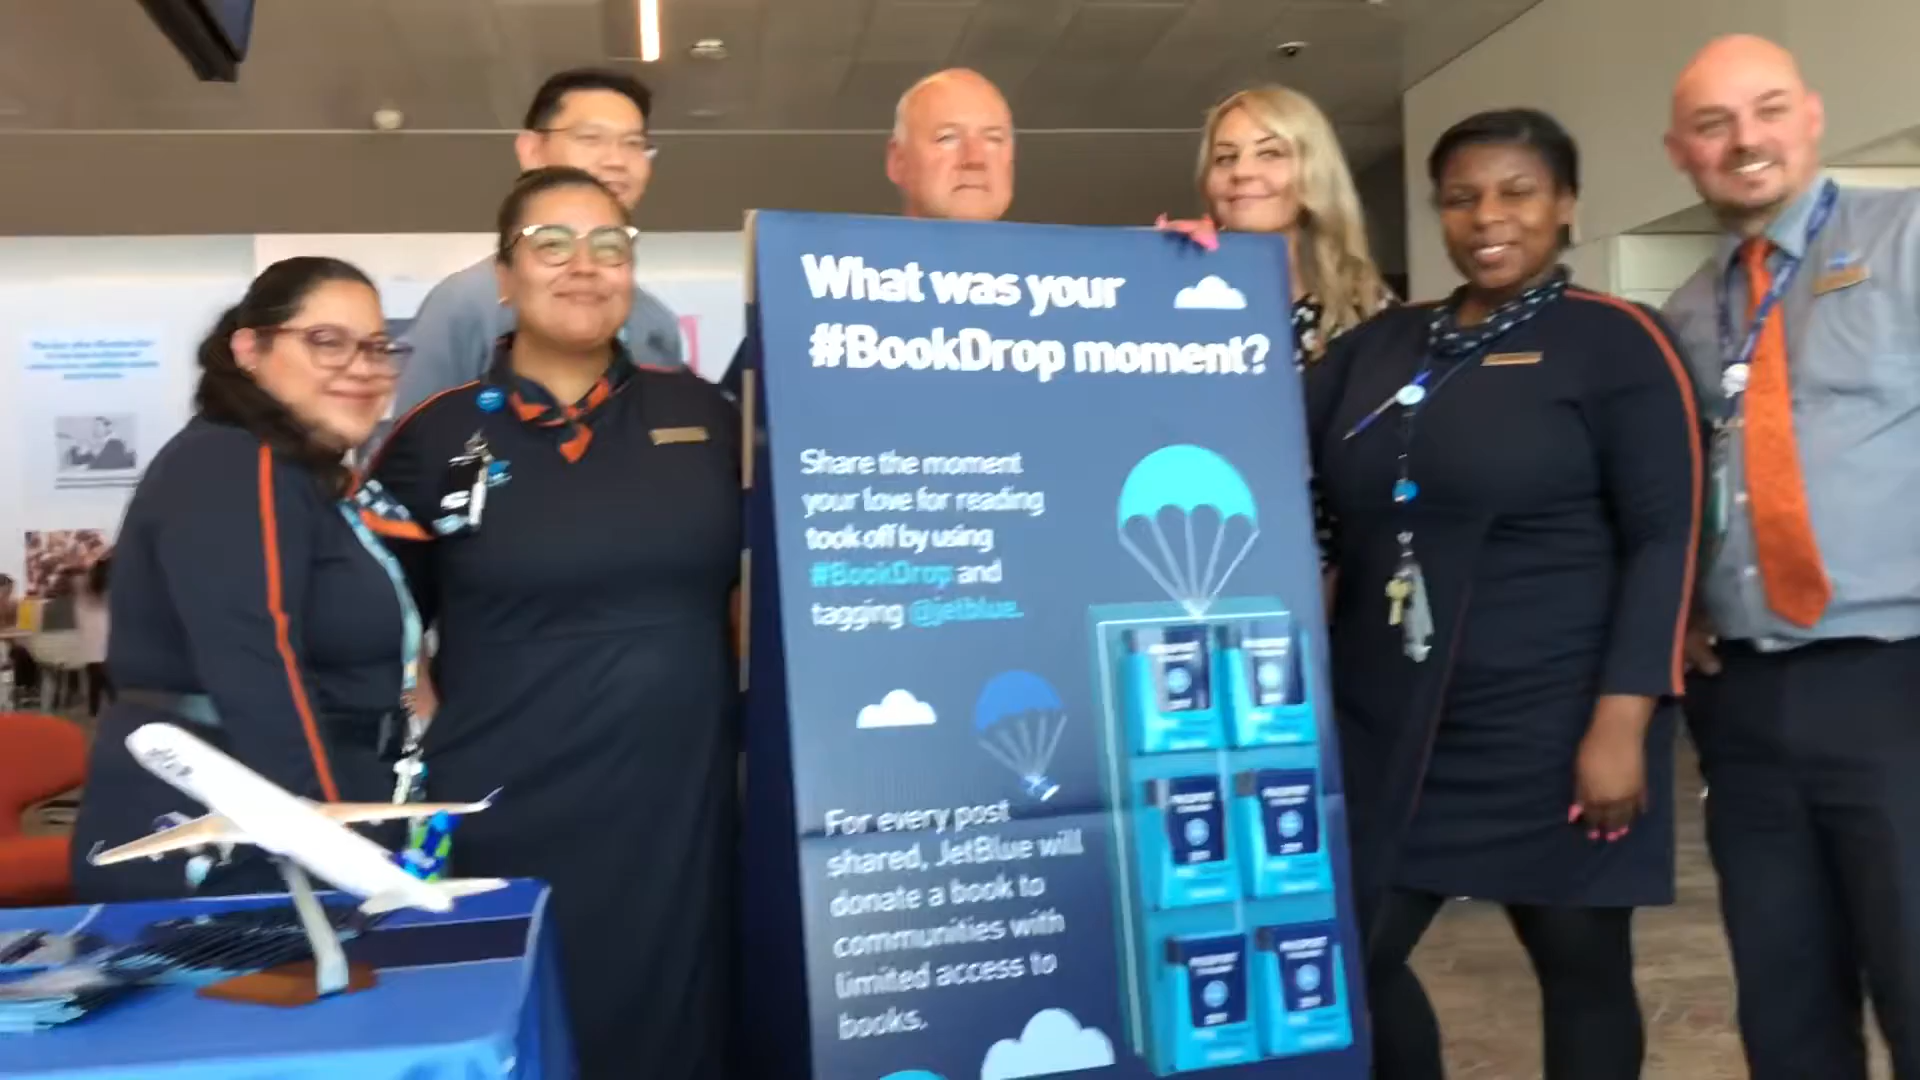 What was your
#BookDrop moment?
Share the moment
your love for reading
took off by using
#BookDrop and
tagging @jetblue.
For every post
shared, JetBlue will
donate a book to
communities with
limited access to
books.